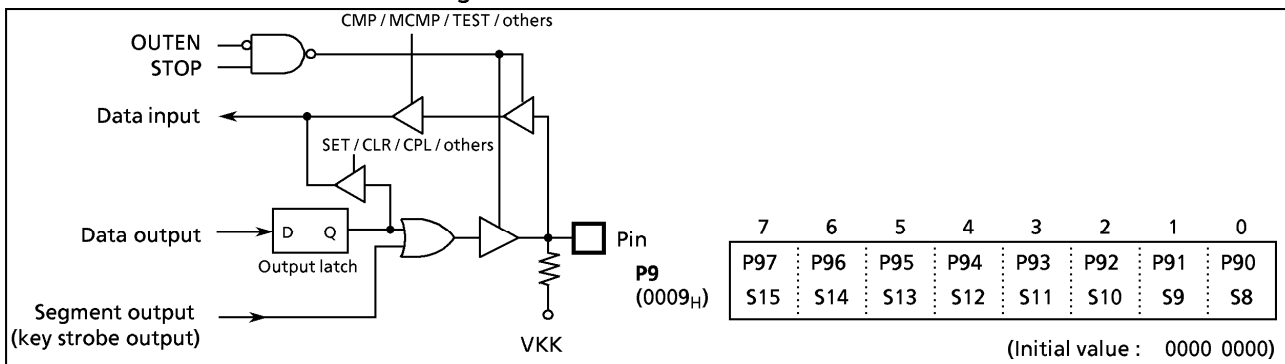 CMP / MCMP / TEST / others
OUTEN
STOP
Data input
SET / CLR / CPL / others
Data output
D Q
Output latch
Pin
Segment output
(key strobe output)
VKK
7 6 5 4 3 2 1 0
P9
(0009H)
P97 P96 P95 P94 P93 P92 P91 P90
S15 S14 S13 S12 S11 S10 S9 S8
(Initial value : 0000 0000)